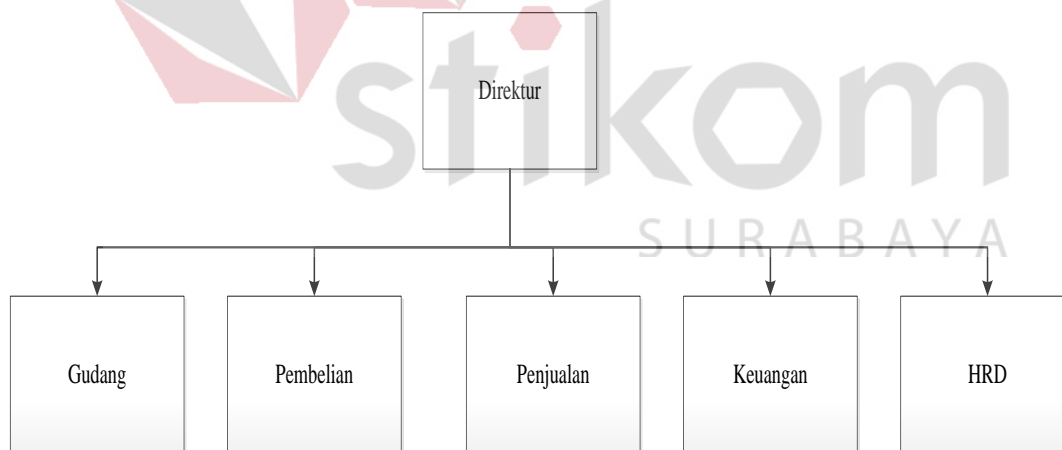 Direktur
stikom
SURABAYA
Gudang
Pembelian
Penjualan
Keuangan
HRD